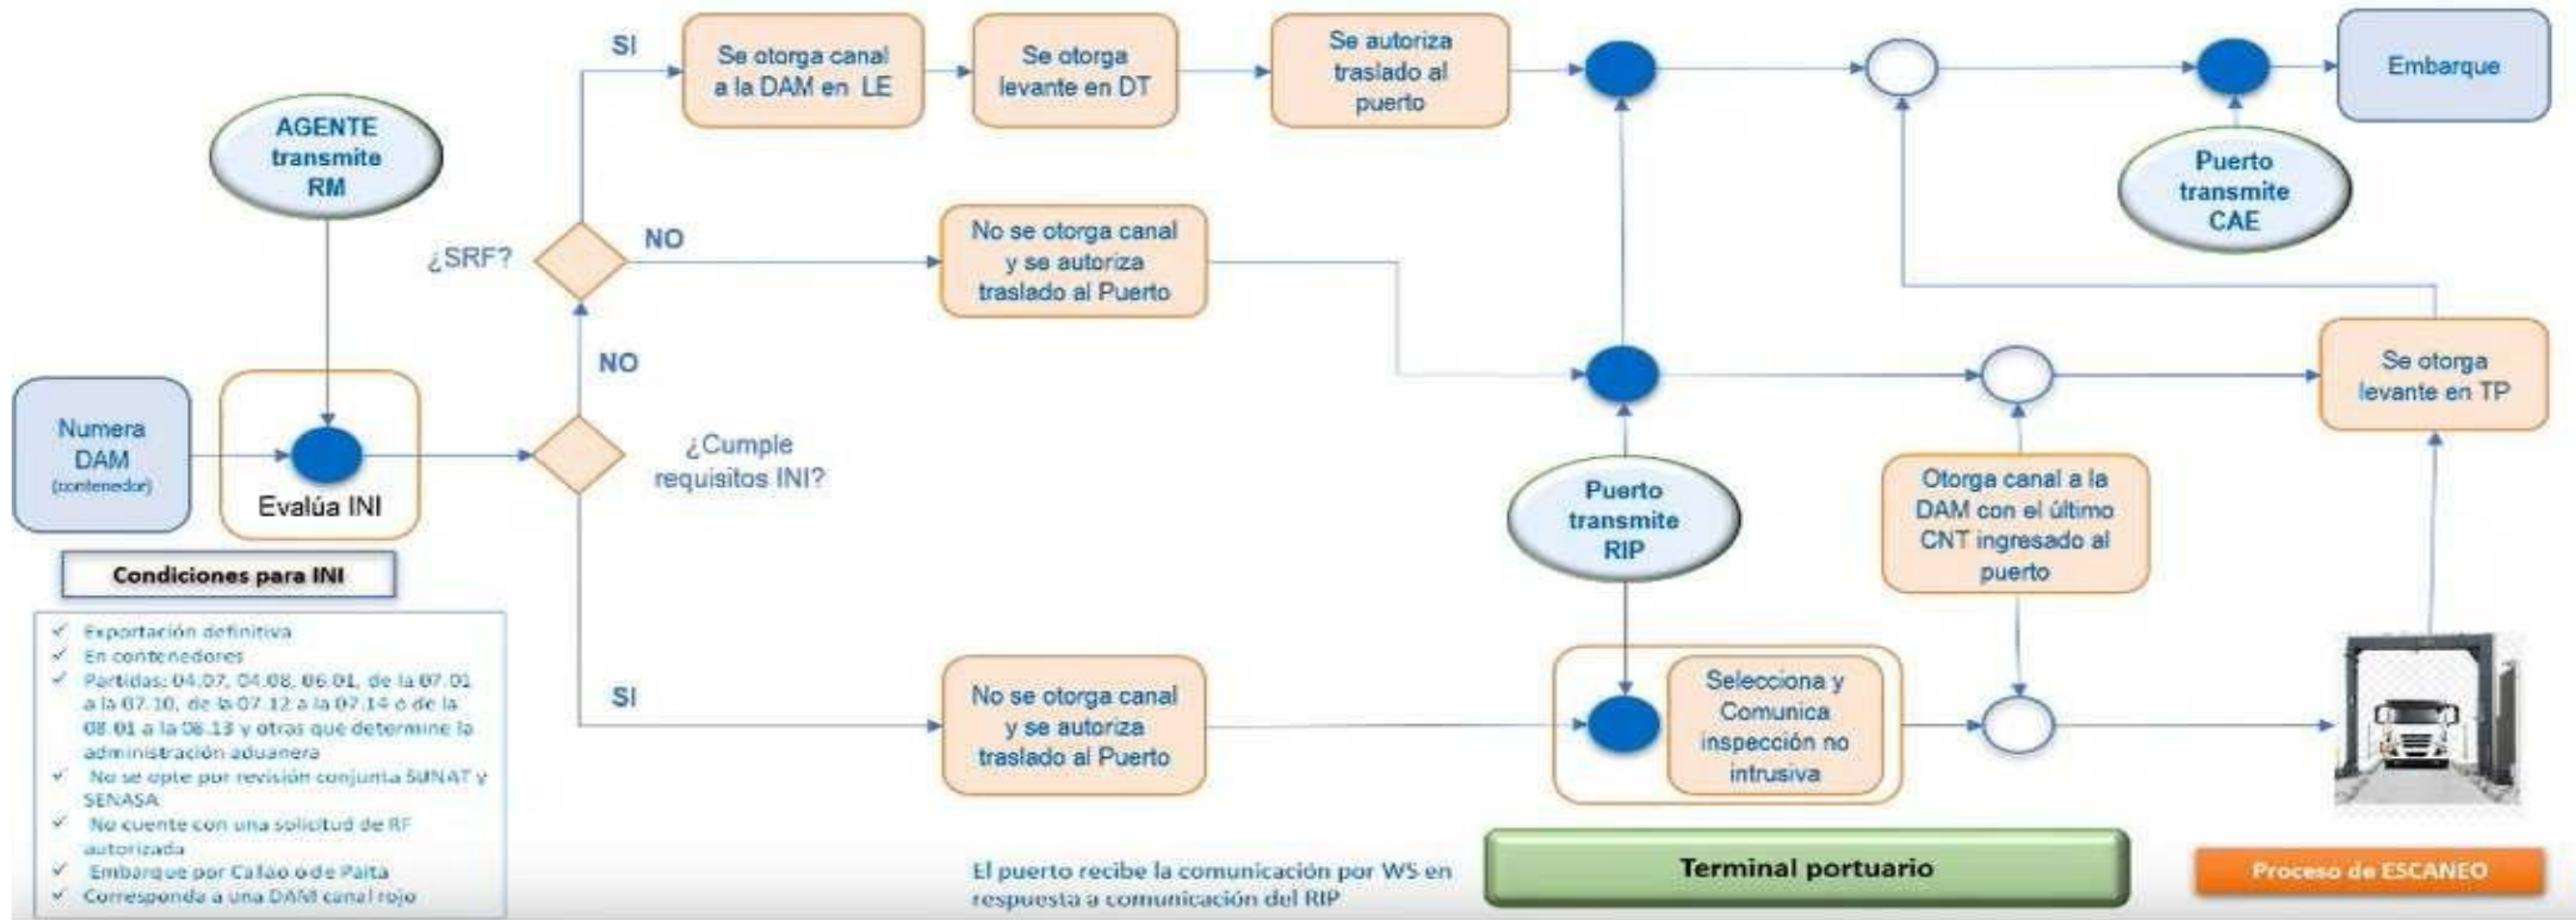 SI
Se otorga canal
a la DAM en LE
Se otorga
levante en DT
Se autoriza
traslado al
puerto
Embarque
AGENTE
transmite
RM
Puerto
transmite
CAE
¿SRF?
NO
No se otorga canal
y se autoriza
traslado al Puerto
NO
Se otorga
levante en TP
Numera
DAM
(contenedor)
Evalúa INI
¿Cumple
requisitos INI?
Puerto
transmite
RIP
Otorga canal a la
DAM con el último
CNT ingresado al
puerto
Condiciones para INI
✓ Exportación definitiva
✓ En contenedores
✓ Partidas: 04.07, 04.08, 06.01, de la 07.01
a la 07.10, de la 07.12 a la 07.14 o de la
08.01 a la 08.13 y otras que determine la
administración aduanera
✓ No se opte por revisión conjunta SUNAT y
SENASA
✓ No cuente con una solicitud de RF
autorizada
✓ Embarque por Callao o de Paita
✓ Corresponda a una DAM canal rojo
SI
No se otorga canal
y se autoriza
traslado al Puerto
Selecciona y
Comunica
inspección no
intrusiva
El puerto recibe la comunicación por WS en
respuesta a comunicación del RIP
Terminal portuario
Proceso de ESCANEO